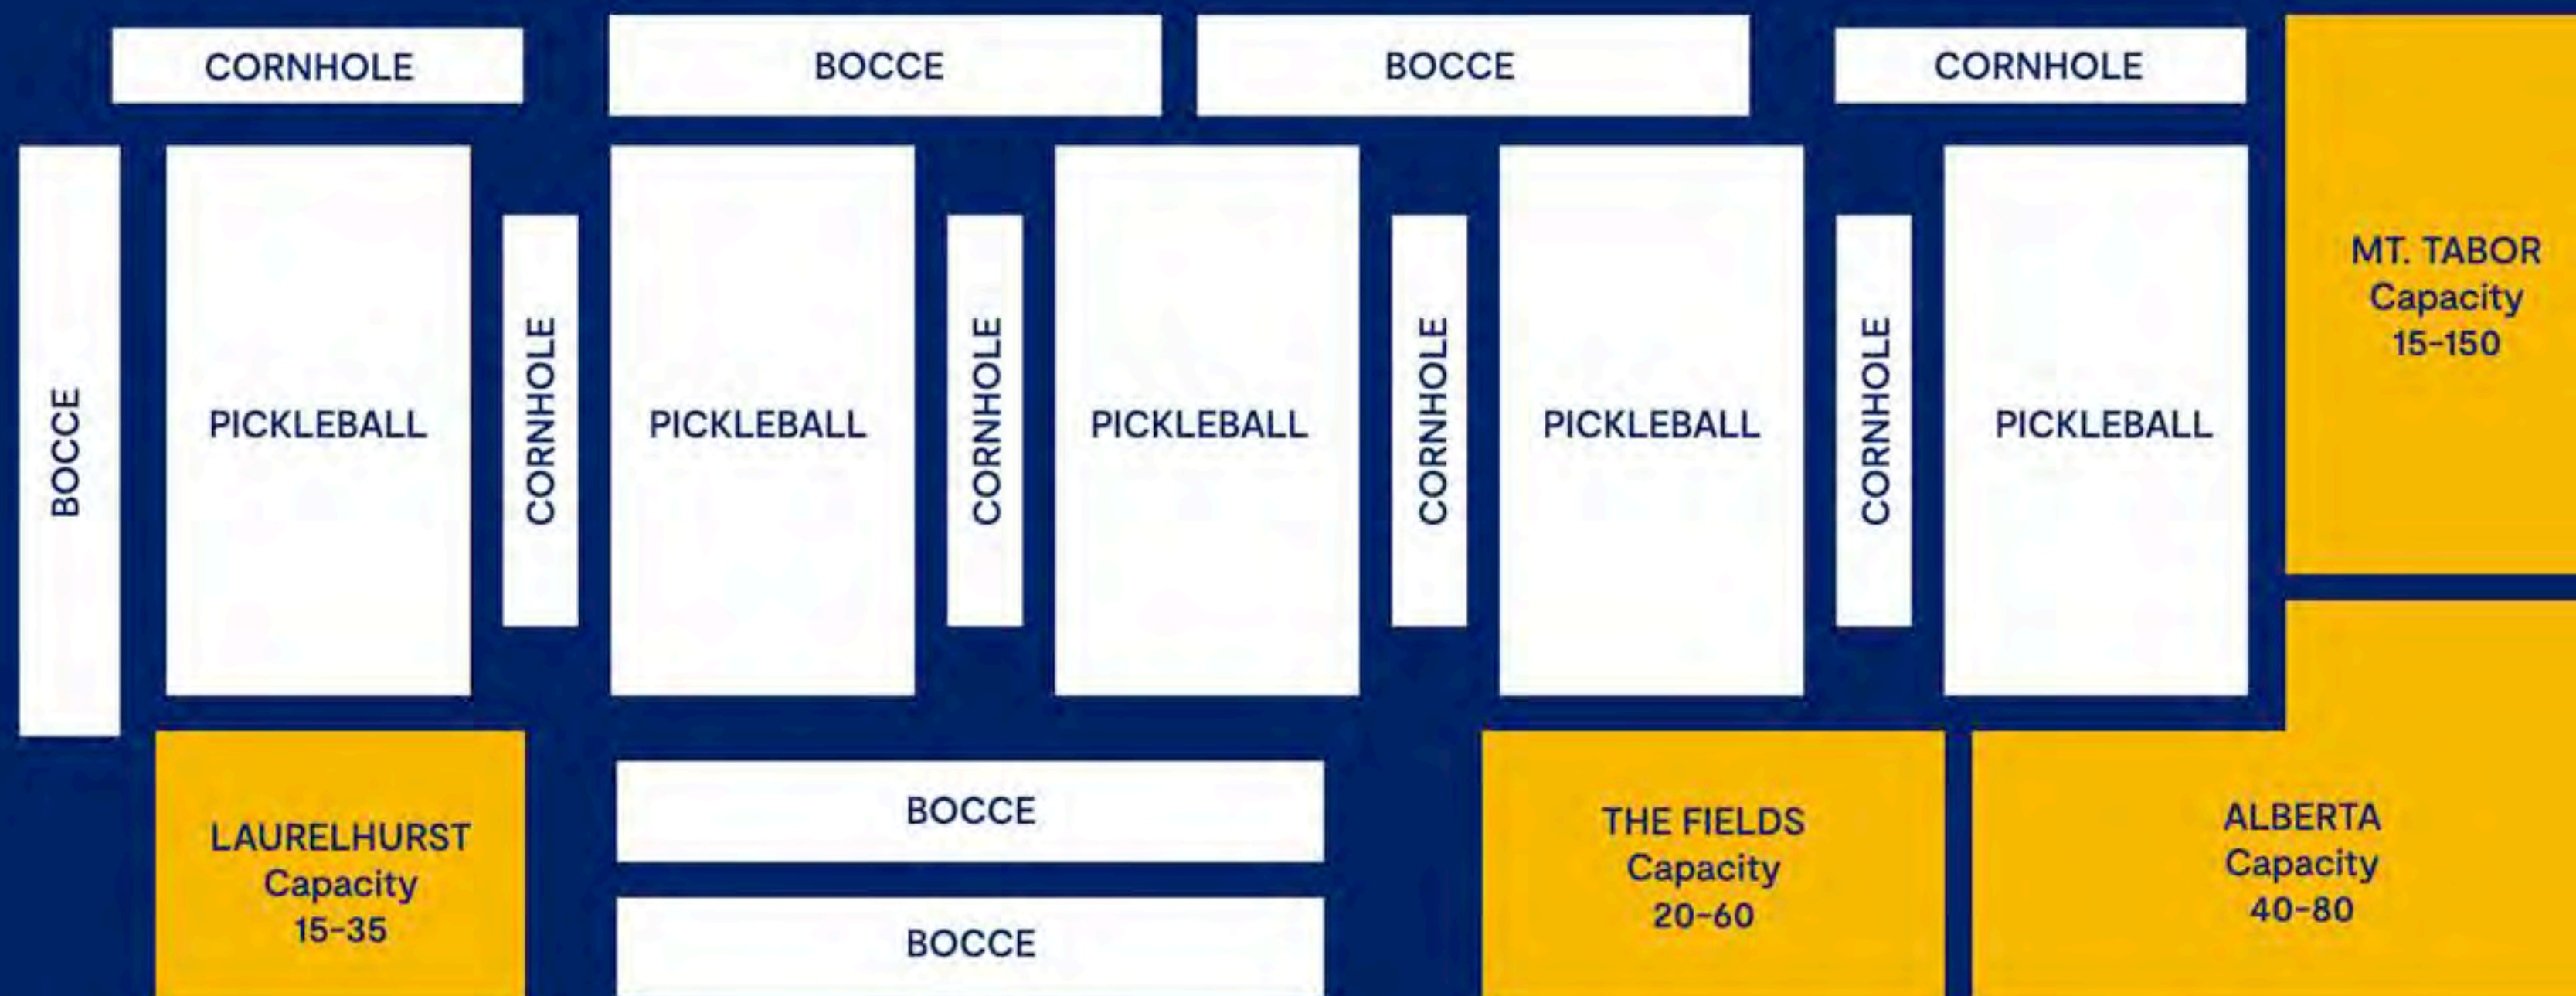 CORNHOLE
BOCCE
BOCCE
CORNHOLE
BOCCE
PICKLEBALL
CORNHOLE
PICKLEBALL
CORNHOLE
PICKLEBALL
CORNHOLE
PICKLEBALL
CORNHOLE
PICKLEBALL
MT. TABOR
Capacity
15-150
LAURELHURST
Capacity
15-35
BOCCE
BOCCE
THE FIELDS
Capacity
20-60
ALBERTA
Capacity
40-80